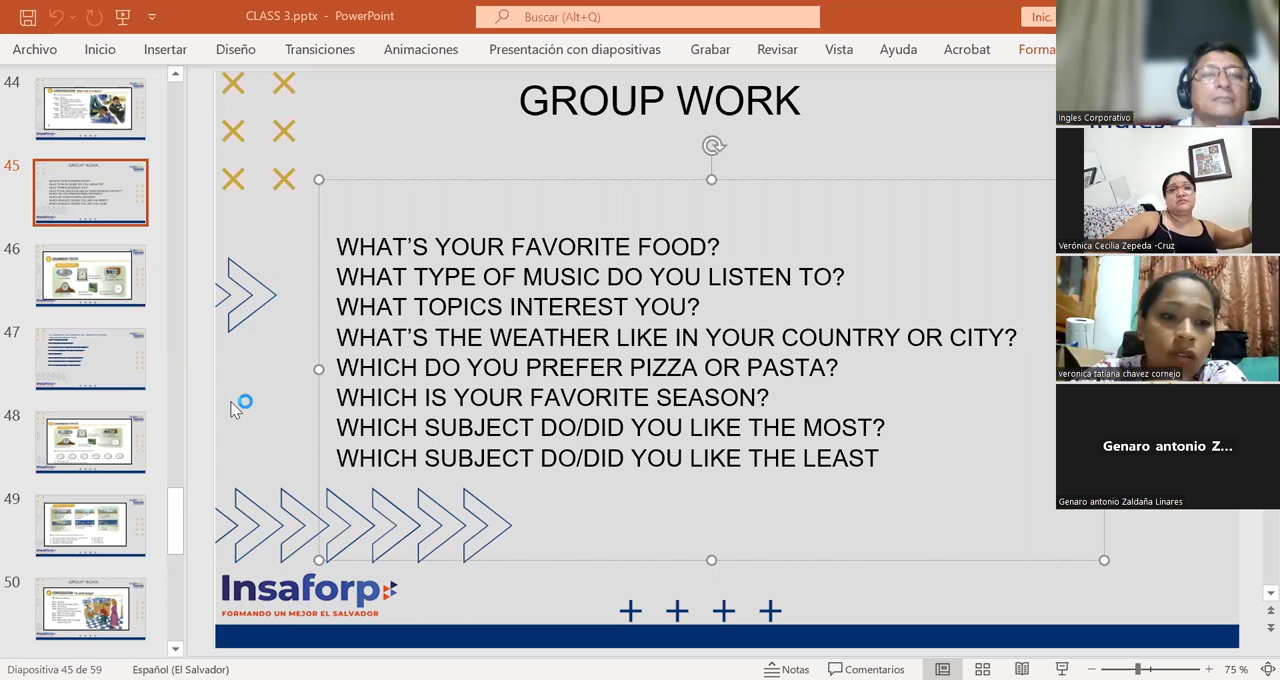 CLASS 3.pptx - PowerPoint
Buscar (Alt+Q)
Inic.
Archivo Inicio Insertar Diseño Transiciones Animaciones Presentación con diapositivas Grabar Revisar Vista Ayuda Acrobat Forma
44
45
46
47
48
49
50
GROUP WORK
WHAT’S YOUR FAVORITE FOOD?
WHAT TYPE OF MUSIC DO YOU LISTEN TO?
WHAT TOPICS INTEREST YOU?
WHAT’S THE WEATHER LIKE IN YOUR COUNTRY OR CITY?
WHICH DO YOU PREFER PIZZA OR PASTA?
WHICH IS YOUR FAVORITE SEASON?
WHICH SUBJECT DO/DID YOU LIKE THE MOST?
WHICH SUBJECT DO/DID YOU LIKE THE LEAST
Insaforp
FORMANDO UN MEJOR EL SALVADOR
Ingles Corporativo
Verónica Cecilia Zepeda -Cruz
veronica tatiana chavez cornejo
Genaro antonio Z...
Genaro antonio Zaldaña Linares
Diapositiva 45 de 59 Español (El Salvador) Notas Comentarios 75 %